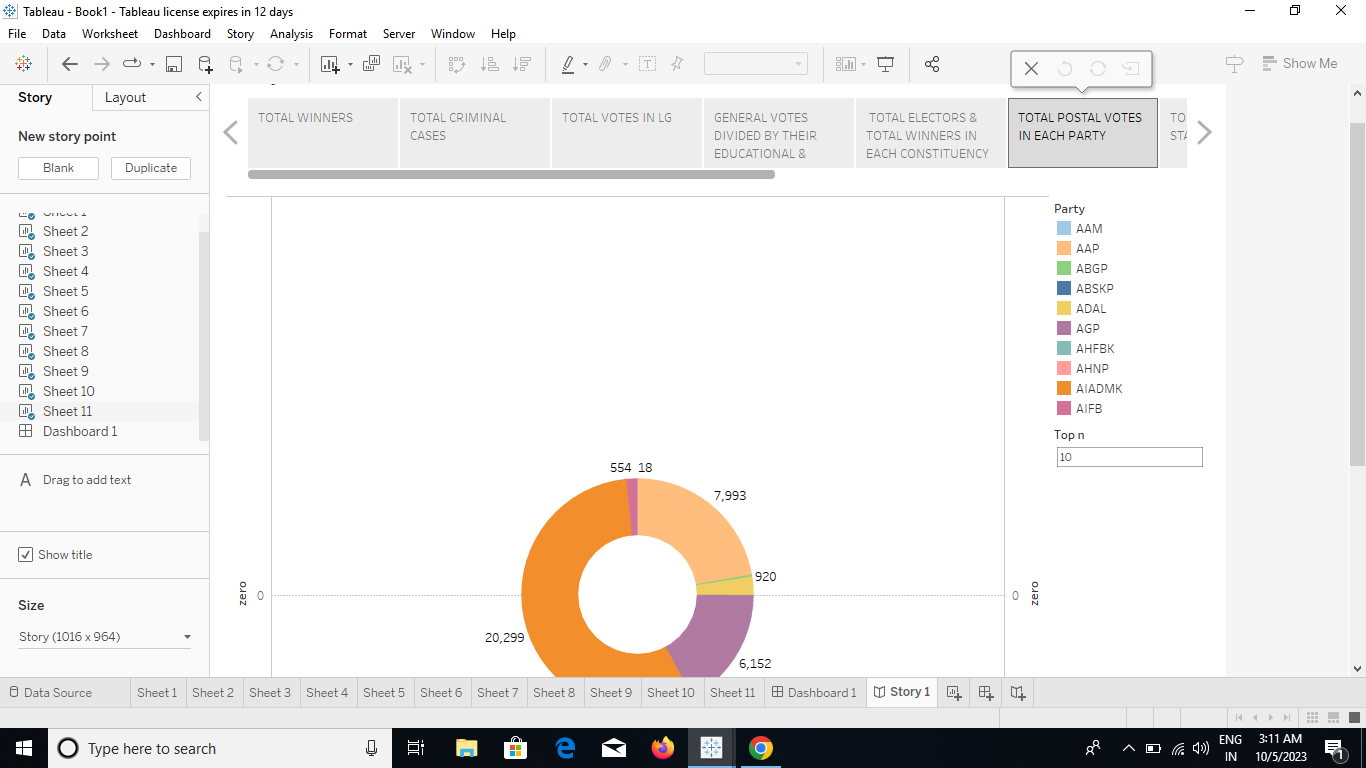 Tableau - Book1 - Tableau license expires in 12 days
File Data Worksheet Dashboard Story Analysis Format Server Window Help
Show Me
Story Layout
New story point
Blank Duplicate
Sheet 1
Sheet 2
Sheet 3
Sheet 4
Sheet 5
Sheet 6
Sheet 7
Sheet 8
Sheet 9
Sheet 10
Sheet 11
Dashboard 1
A Drag to add text
Show title
Size
Story (1016 x 964)
TOTAL WINNERS
TOTAL CRIMINAL
CASES
TOTAL VOTES IN LG
GENERAL VOTES
DIVIDED BY THEIR
EDUCATIONAL &
TOTAL ELECTORS &
TOTAL WINNERS IN
EACH CONSTITUENCY
TOTAL POSTAL VOTES
IN EACH PARTY
TO
STA
554 18
7,993
920
6,152
20,299
zero 0
0 zero
Party
AAM
AAP
ABGP
ABSKP
ADAL
AGP
AHFBK
AHNP
AIADMK
AIFB
Top n
10
Data Source Sheet 1 Sheet 2 Sheet 3 Sheet 4 Sheet 5 Sheet 6 Sheet 7 Sheet 8 Sheet 9 Sheet 10 Sheet 11 Dashboard 1 Story 1
Type here to search
ENG
IN
3:11 AM
10/5/2023
1